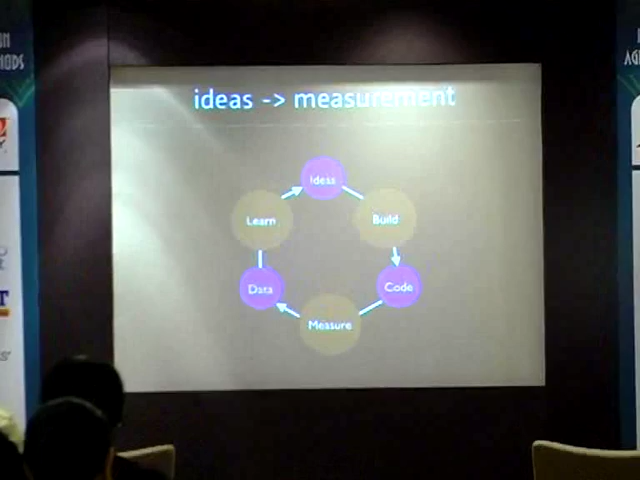 ideas -> measurement
Ideas
Learn
Build
Data
Code
Measure